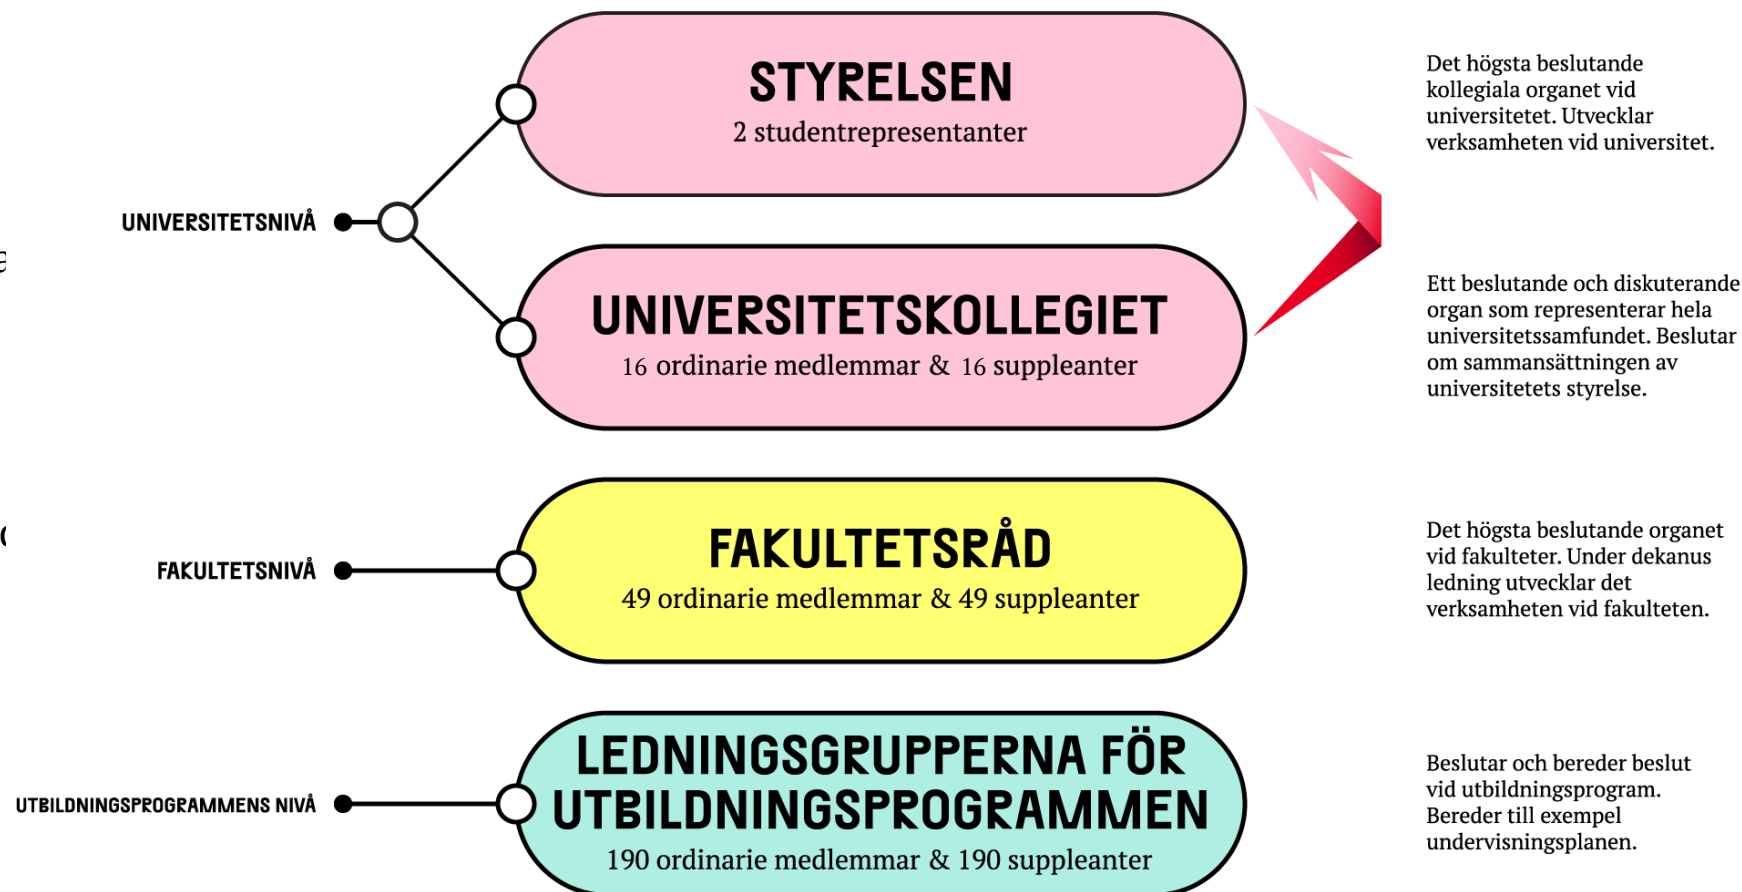 STYRELSEN
2 studentrepresentanter
Det högsta beslutande
kollegiala organet vid
universitetet. Utvecklar
verksamheten vid universitet.
UNIVERSITETSNIVÅ
UNIVERSITETSKOLLEGIET
16 ordinarie medlemmar & 16 suppleanter
Ett beslutande och diskuterande
organ som representerar hela
universitetssamfundet. Beslutar
om sammansättningen av
universitetets styrelse.
FAKULTETSNIVÅ
FAKULTETSRÅD
49 ordinarie medlemmar & 49 suppleanter
Det högsta beslutande organet
vid fakulteter. Under dekanus
ledning utvecklar det
verksamheten vid fakulteten.
UTBILDNINGSPROGRAMMENS NIVÅ
LEDNINGSGRUPPERNA FÖR
UTBILDNINGSPROGRAMMEN
190 ordinarie medlemmar & 190 suppleanter
Beslutar och bereder beslut
vid utbildningsprogram.
Bereder till exempel
undervisningsplanen.